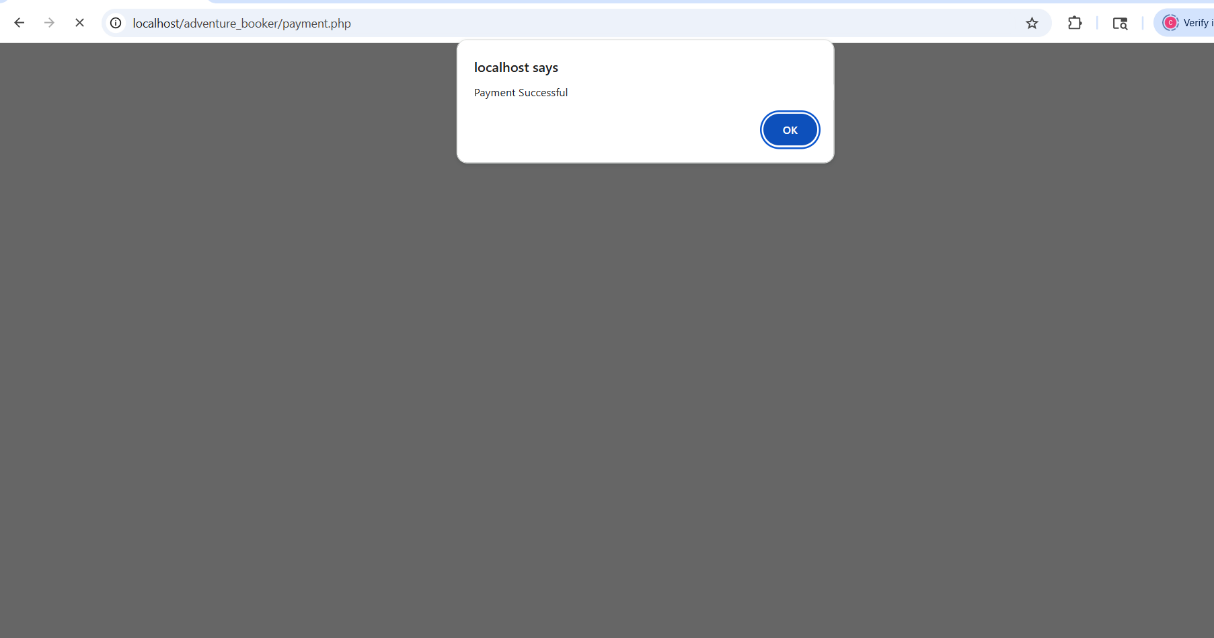 localhost/adventure_booker/payment.php
Verify i
localhost says
Payment Successful
OK